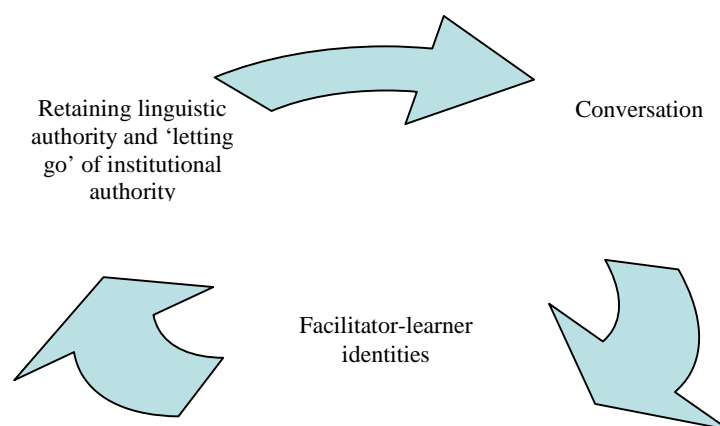 Retaining linguistic
authority and ‘letting
go’ of institutional
authority
Conversation
Facilitator-learner
identities